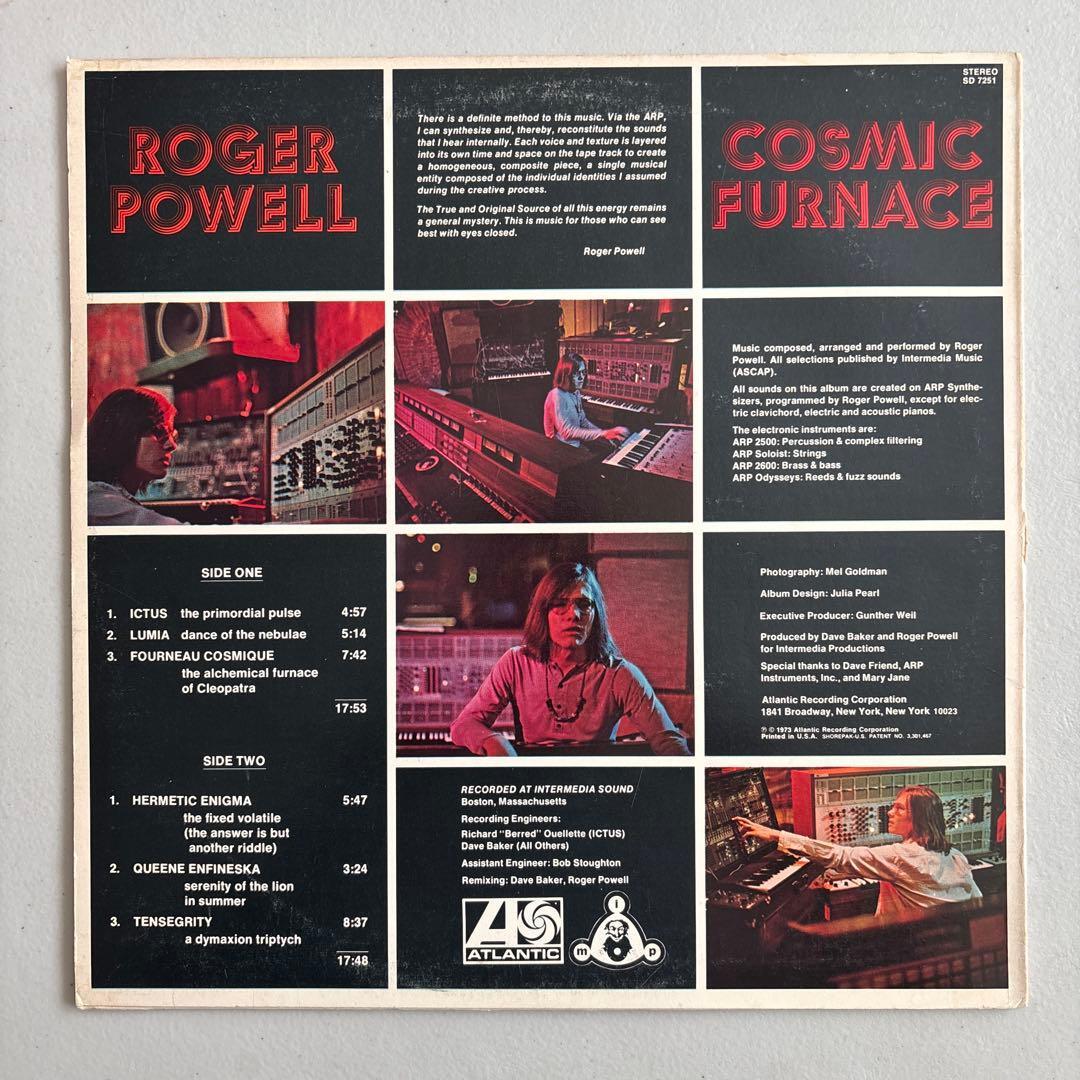 ROGER
POWELL
There is a definite method to this music. Via the ARP,
I can synthesize and, thereby, reconstitute the sounds
that I hear internally. Each voice and texture is layered
into its own time and space on the tape track to create
a homogeneous, composite piece, a single musical
entity composed of the individual identities I assumed
during the creative process.
The True and Original Source of all this energy remains
a general mystery. This is music for those who can see
best with eyes closed.
Roger Powell
STEREO
SD 7251
COSMIC
FURNACE
Music composed, arranged and performed by Roger
Powell. All selections published by Intermedia Music
(ASCAP).
All sounds on this album are created on ARP Synthe-
sizers, programmed by Roger Powell, except for elec-
tric clavichord, electric and acoustic pianos.
The electronic instruments are:
ARP 2500: Percussion & complex filtering
ARP Soloist: Strings
ARP 2600: Brass & bass
ARP Odysseys: Reeds & fuzz sounds
SIDE ONE
1. ICTUS the primordial pulse 4:57
2. LUMIA dance of the nebulae 5:14
3. FOURNEAU COSMIQUE 7:42
the alchemical furnace
of Cleopatra
17:53
SIDE TWO
1. HERMETIC ENIGMA 5:47
the fixed volatile
(the answer is but
another riddle)
2. QUEENE ENFINESKA 3:24
serenity of the lion
in summer
3. TENSEGRITY 8:37
a dymaxion triptych
17:48
Photography: Mel Goldman
Album Design: Julia Pearl
Executive Producer: Gunther Weil
Produced by Dave Baker and Roger Powell
for Intermedia Productions
Special thanks to Dave Friend, ARP
Instruments, Inc., and Mary Jane
Atlantic Recording Corporation
1841 Broadway, New York, New York 10023
Ⓟ © 1973 Atlantic Recording Corporation
Printed in U.S.A. SHOREPAK-U.S. PATENT NO. 3,301,467
RECORDED AT INTERMEDIA SOUND
Boston, Massachusetts
Recording Engineers:
Richard "Berred" Ouellette (ICTUS)
Dave Baker (All Others)
Assistant Engineer: Bob Stoughton
Remixing: Dave Baker, Roger Powell
ATLANTIC
i
m p